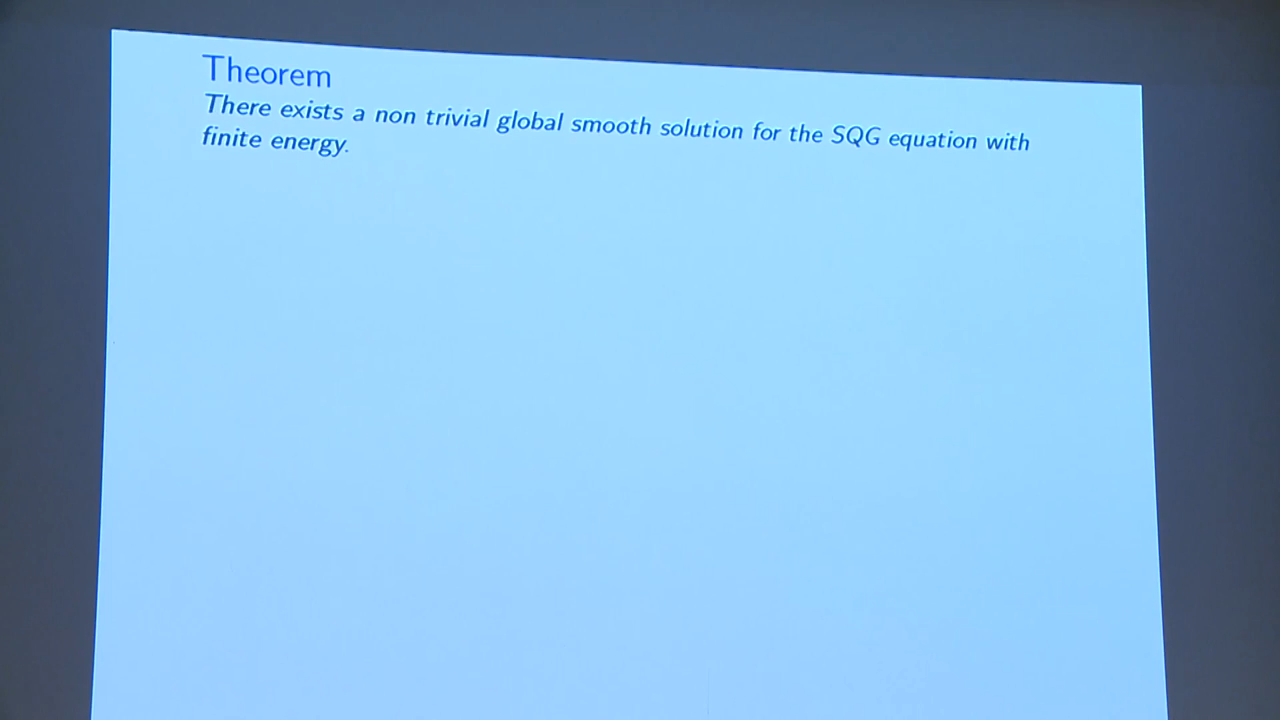 Theorem
There exists a non trivial global smooth solution for the SQG equation with
finite energy.